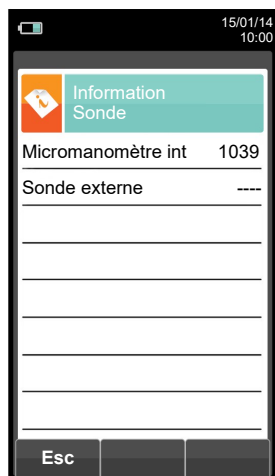 15/01/14
10:00
Information
Sonde
Micromanomètre int 1039
Sonde externe ----
Esc